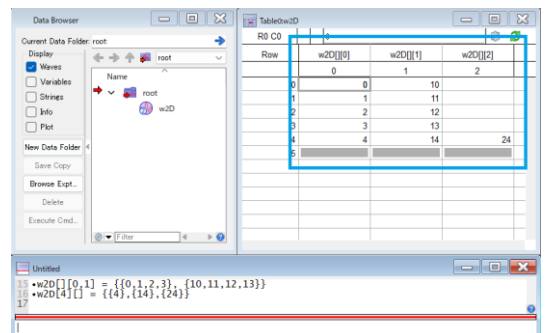 Data Browser
Current Data Folder: root:
Display
Waves
Variables
Strings
Info
Plot
New Data Folder
Save Copy
Browse Expt...
Delete
Execute Cmd...
root
Name
root
w2D
Filter
Table0:w2D
R0 C0
0
Row w2D[][0] w2D[][1] w2D[][2]
0 1 2
0 0 10
1 1 11
2 2 12
3 3 13
4 4 14 24
5
Untitled
15 •w2D[][0,1] = {{0,1,2,3}, {10,11,12,13}}
16 •w2D[4][] = {{4},{14},{24}}
17